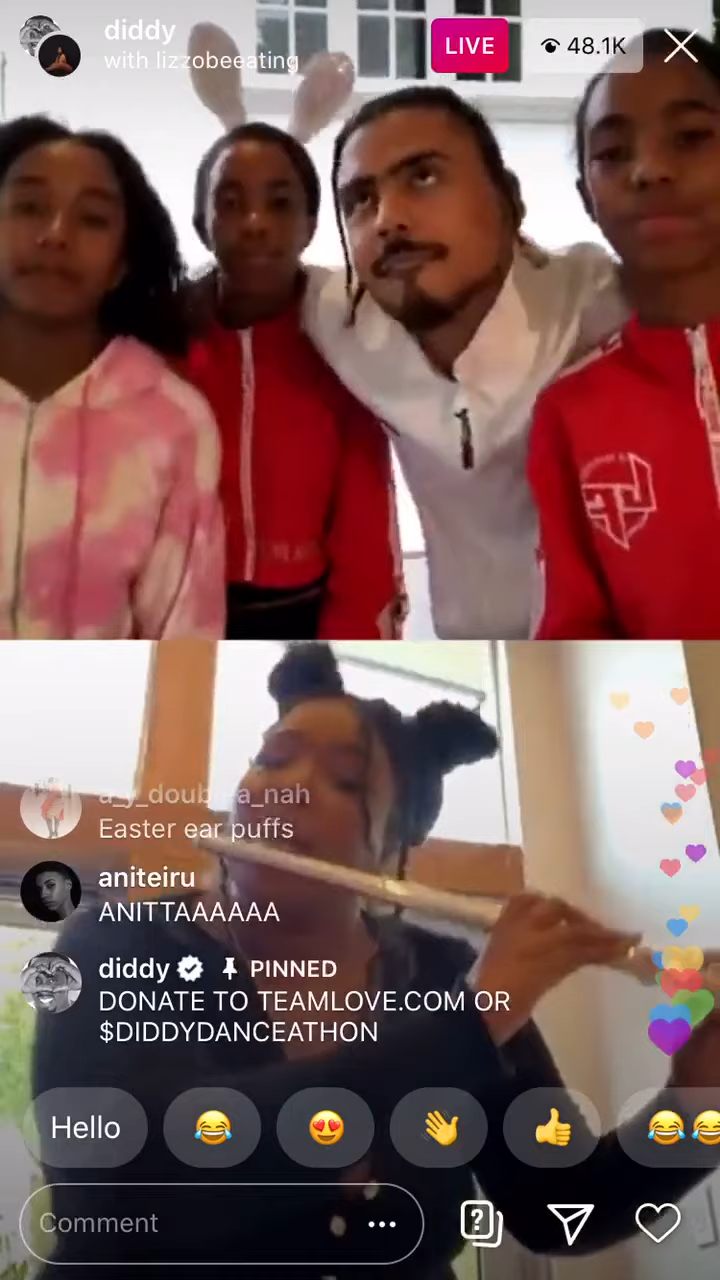 diddy
with lizzobeeating
LIVE
48.1K
Easter ear puffs
aniteiru
ANITTAAAAAA
diddy PINNED
DONATE TO TEAMLOVE.COM OR
$DIDDYDANCEATHON
Hello
Comment